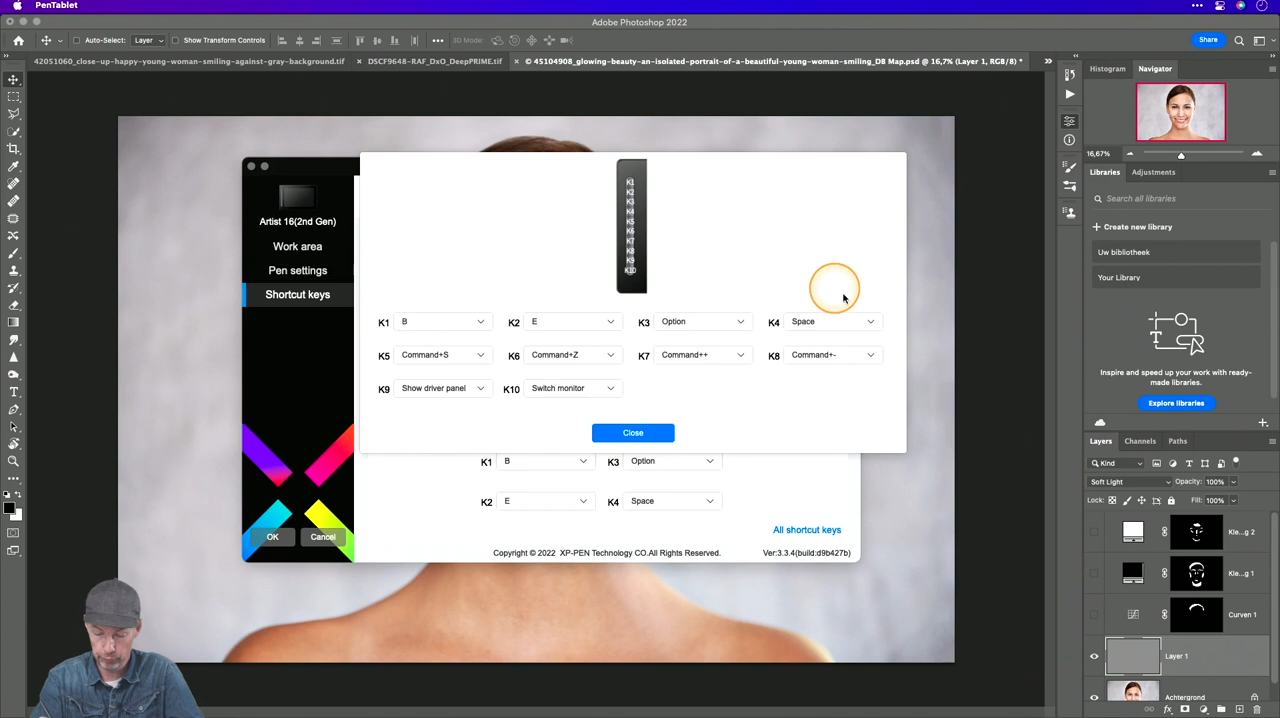 PenTablet
Adobe Photoshop 2022
Auto-Select: Layer Show Transform Controls 3D Mode: Share
42051060_close-up-happy-young-woman-smiling-against-gray-background.tif
DSCF9648-RAF_DxO_DeepPRIME.tif
© 45104908_glowing-beauty-an-isolated-portrait-of-a-beautiful-young-woman-smiling_DB Map.psd @ 16,7% (Layer 1, RGB/8) *
Histogram Navigator
16,67%
Libraries Adjustments
Search all libraries
+ Create new library
Uw bibliotheek
Your Library
Inspire and speed up your work with ready-
made libraries.
Explore libraries
Layers Channels Paths
Kind
Soft Light Opacity: 100%
Lock: Fill: 100%
Kle...g 2
Kle...g 1
Curven 1
Layer 1
Achtergrond
Artist 16(2nd Gen)
Work area
Pen settings
Shortcut keys
OK Cancel
K1
K2
K3
K4
K5
K6
K7
K8
K9
K10
K1 B K2 E K3 Option K4 Space
K5 Command+S K6 Command+Z K7 Command++ K8 Command+-
K9 Show driver panel K10 Switch monitor
Close
K1 B K3 Option
K2 E K4 Space
All shortcut keys
Copyright © 2022 XP-PEN Technology CO.All Rights Reserved. Ver:3.3.4(build:d9b427b)